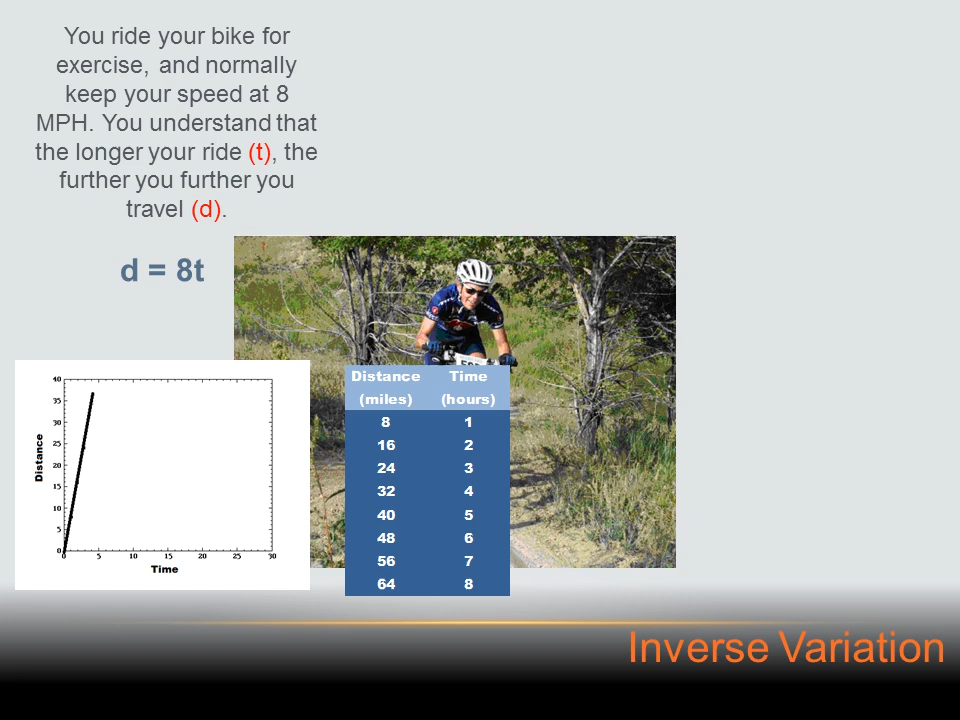 You ride your bike for
exercise, and normally
keep your speed at 8
MPH. You understand that
the longer your ride (t), the
further you further you
travel (d).
d = 8t
40
35
30
25
20
15
10
5
0
Distance
0 5 10 15 20 25 30
Time
Distance Time
(miles) (hours)
8 1
16 2
24 3
32 4
40 5
48 6
56 7
64 8
Inverse Variation